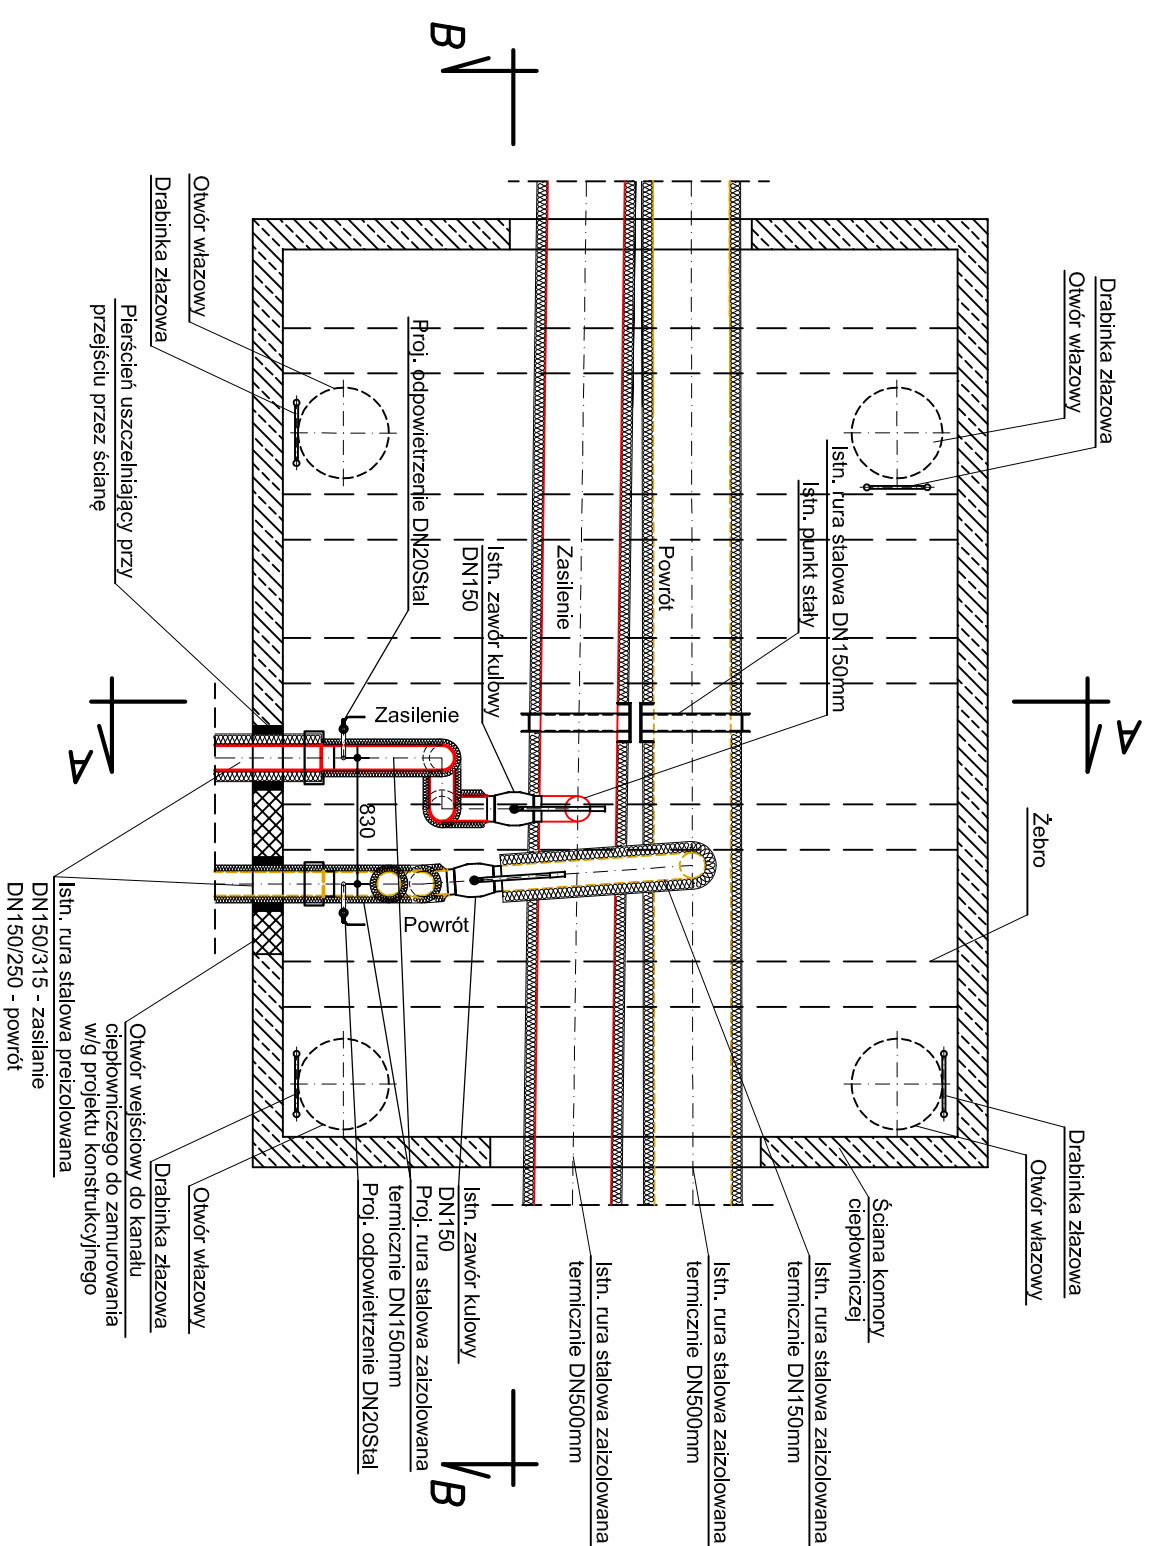 B
B
A
A
Drabinka złazowa
Otwór włazowy
Żebro
Drabinka złazowa
Otwór włazowy
Ściana komory
ciepłowniczej
Istn. rura stalowa DN150mm
Istn. punkt stały
Istn. rura stalowa zaizolowana
termicznie DN150mm
Istn. rura stalowa zaizolowana
termicznie DN500mm
Istn. rura stalowa zaizolowana
termicznie DN500mm
Powrót
Zasilenie
Istn. zawór kulowy
DN150
Proj. odpowietrzenie DN20Stal
Zasilenie
830
Powrót
Otwór włazowy
Drabinka złazowa
Pierścień uszczelniający przy
przejściu przez ścianę
Istn. zawór kulowy
DN150
Proj. rura stalowa zaizolowana
termicznie DN150mm
Proj. odpowietrzenie DN20Stal
Otwór włazowy
Drabinka złazowa
Otwór wejściowy do kanału
ciepłowniczego do zamurowania
w/g projektu konstrukcyjnego
Istn. rura stalowa preizolowana
DN150/315 - zasilanie
DN150/250 - powrót